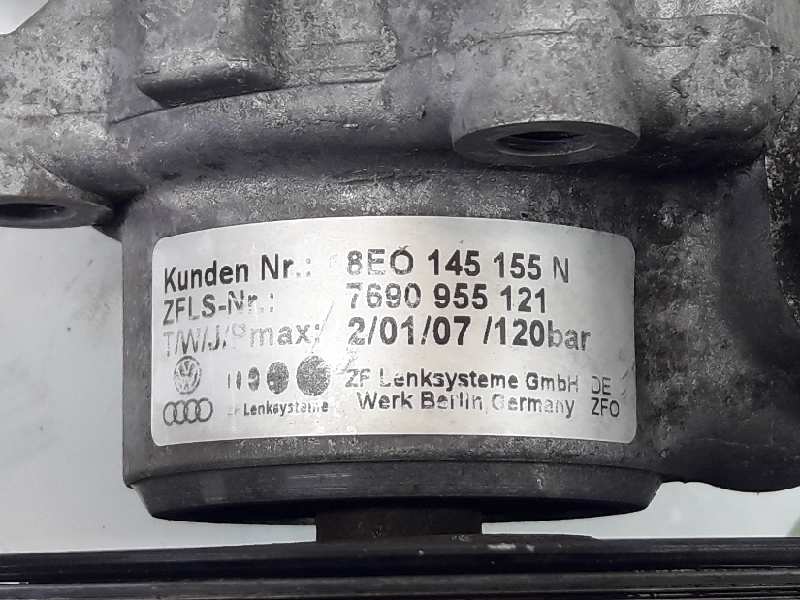 Kunden Nr.: 8E0 145 155 N
ZFLS-Nr.: 7690 955 121
T/W/J/P max: 2/01/07 /120bar
ZF Lenksysteme GmbH DE
ZF Lenksysteme Werk Berlin, Germany ZFO